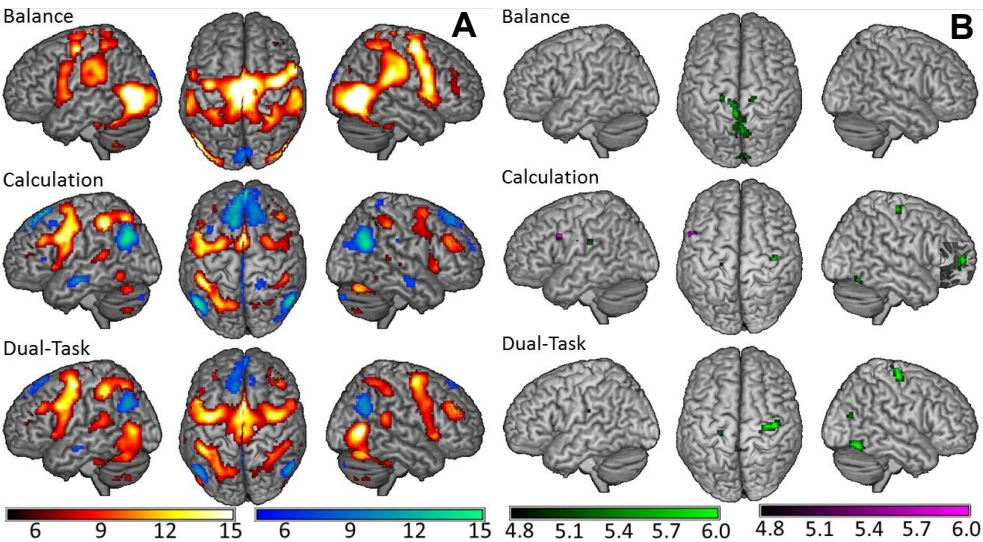 Balance
A
Calculation
Dual-Task
6 9 12 15
6 9 12 15
Balance
B
Calculation
Dual-Task
4.8 5.1 5.4 5.7 6.0
4.8 5.1 5.4 5.7 6.0